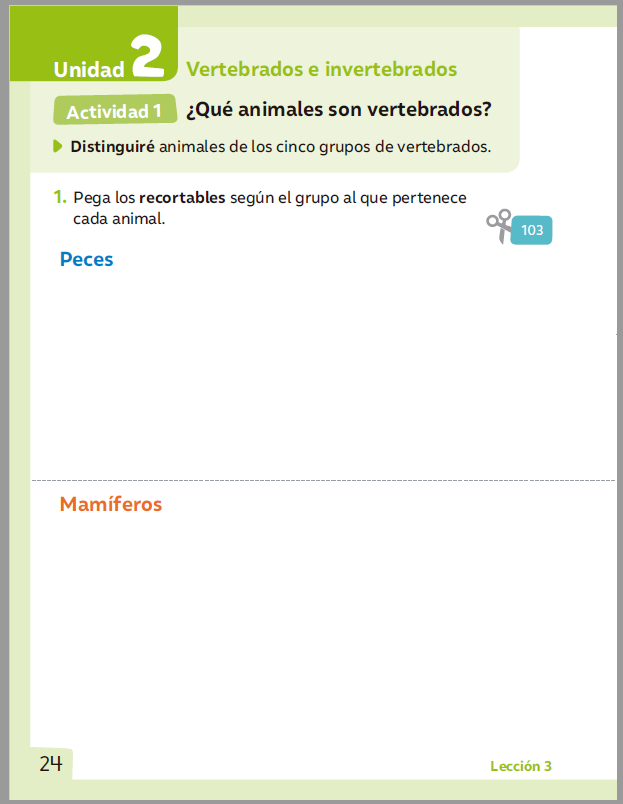 Unidad 2
Vertebrados e invertebrados
Actividad 1
¿Qué animales son vertebrados?
Distinguiré animales de los cinco grupos de vertebrados.
1. Pega los recortables según el grupo al que pertenece
cada animal.
103
Peces
Mamíferos
24
Lección 3